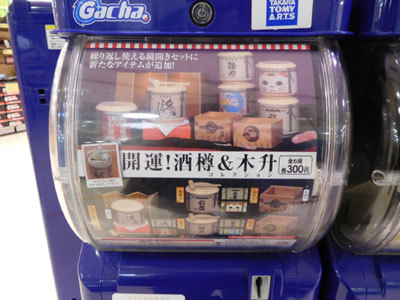 Gacha.
TAKARA
TOMY
A.R.T.S
繰り返し使える鏡開きセットに
新たなアイテムが追加!
開運!酒樽&木升
コレクション
全6種
各300円